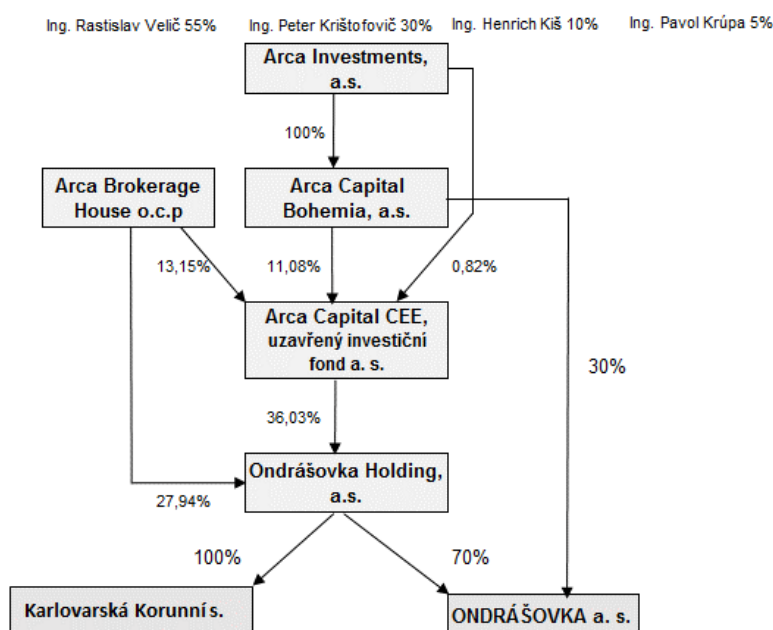 Ing. Rastislav Velič 55% Ing. Peter Krištofovič 30% Ing. Henrich Kiš 10% Ing. Pavol Krúpa 5%
Arca Investments,
a.s.
100%
Arca Brokerage
House o.c.p
Arca Capital
Bohemia, a.s.
13,15%
11,08%
0,82%
Arca Capital CEE,
uzavřený investiční
fond a. s.
30%
36,03%
Ondrášovka Holding,
a.s.
27,94%
100%
70%
Karlovarská Korunní s.
ONDRÁŠOVKA a. s.